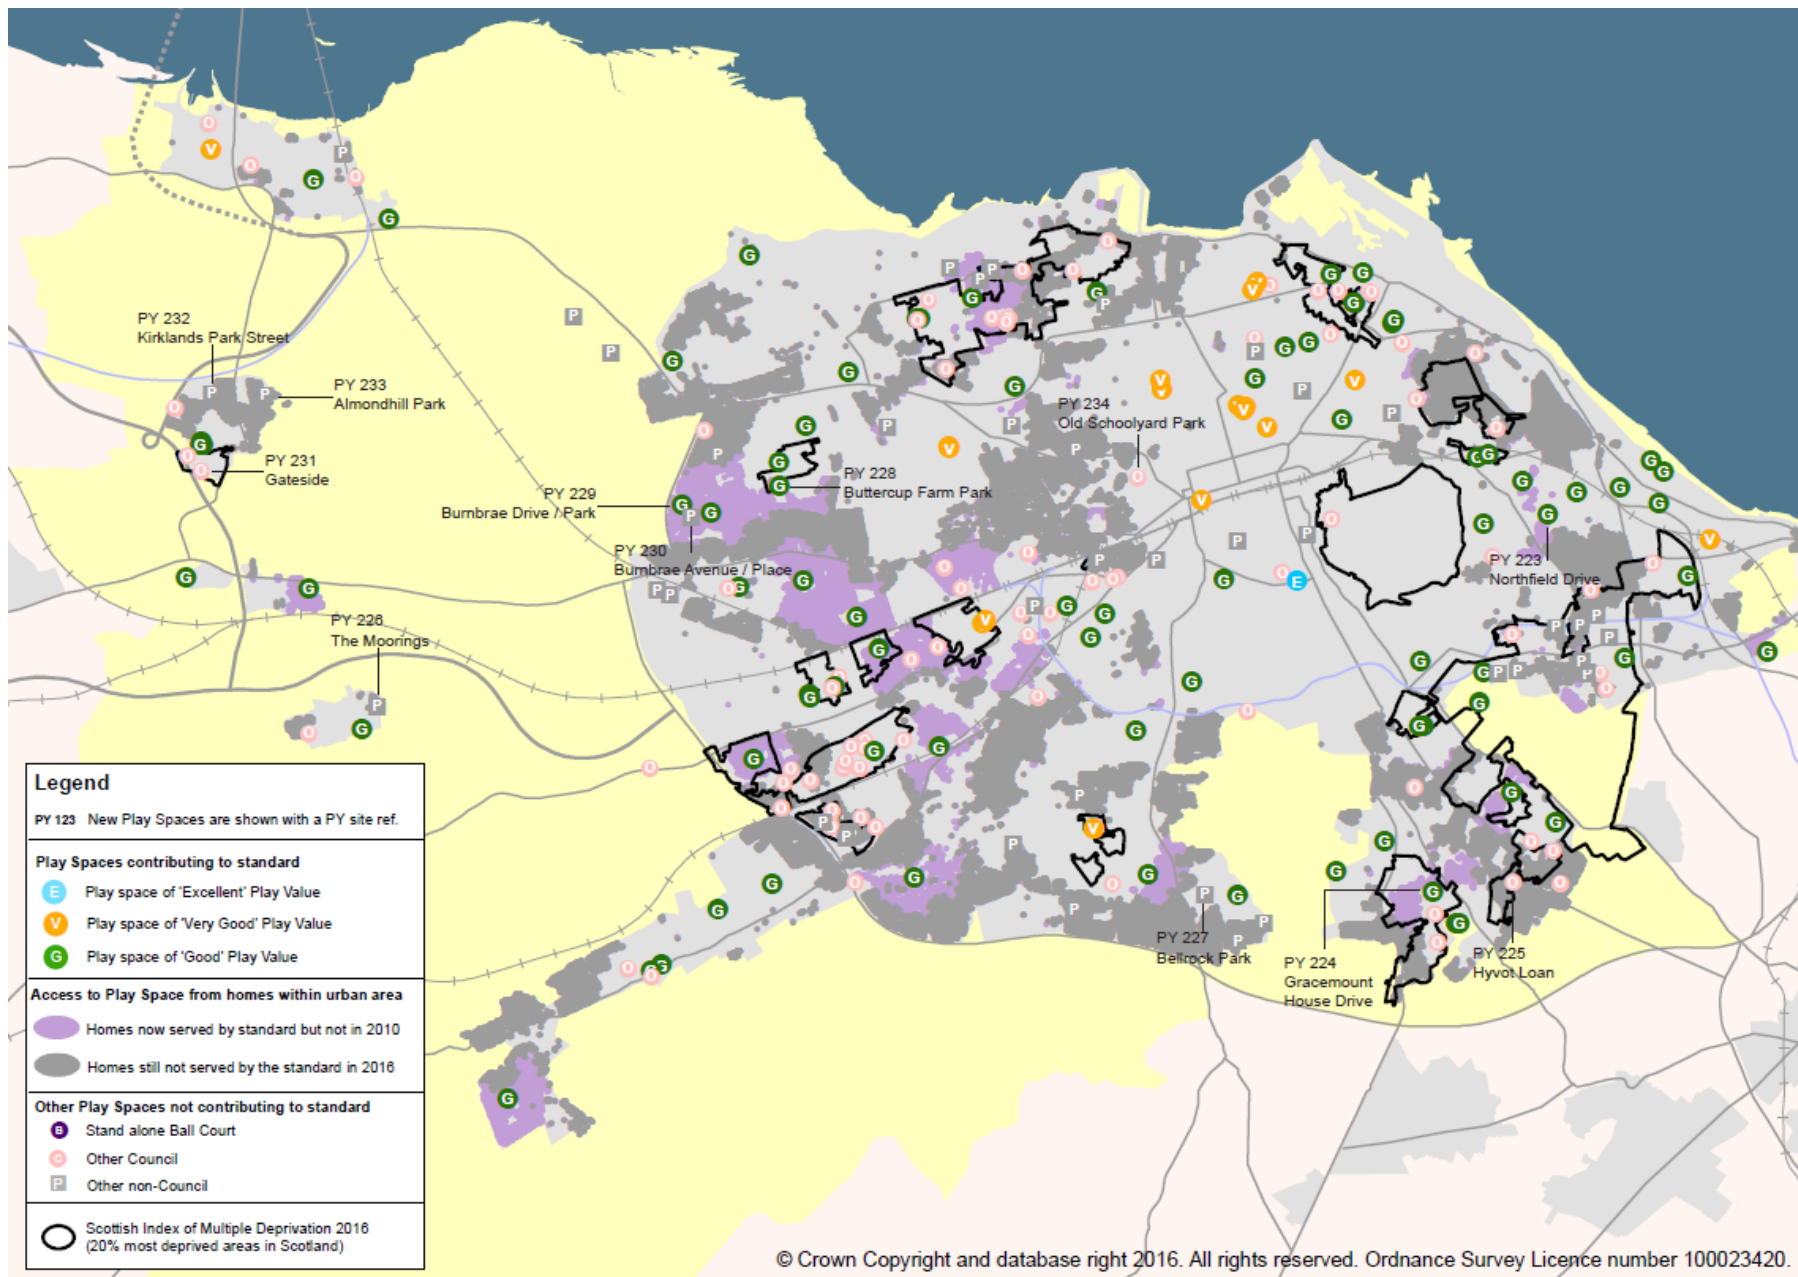 PY 232
Kirklands Park Street
PY 233
Almondhill Park
PY 231
Gateside
PY 234
Old Schoolyard Park
PY 228
Buttercup Farm Park
PY 229
Burnbrae Drive / Park
PY 230
Burnbrae Avenue / Place
PY 223
Northfield Drive
PY 226
The Moorings
PY 227
Bellrock Park
PY 224
Gracemount
House Drive
PY 225
Hyvot Loan
Legend
PY 123 New Play Spaces are shown with a PY site ref.
Play Spaces contributing to standard
E Play space of 'Excellent' Play Value
V Play space of 'Very Good' Play Value
G Play space of 'Good' Play Value
Access to Play Space from homes within urban area
Homes now served by standard but not in 2010
Homes still not served by the standard in 2016
Other Play Spaces not contributing to standard
B Stand alone Ball Court
O Other Council
P Other non-Council
Scottish Index of Multiple Deprivation 2016
(20% most deprived areas in Scotland)
© Crown Copyright and database right 2016. All rights reserved. Ordnance Survey Licence number 100023420.